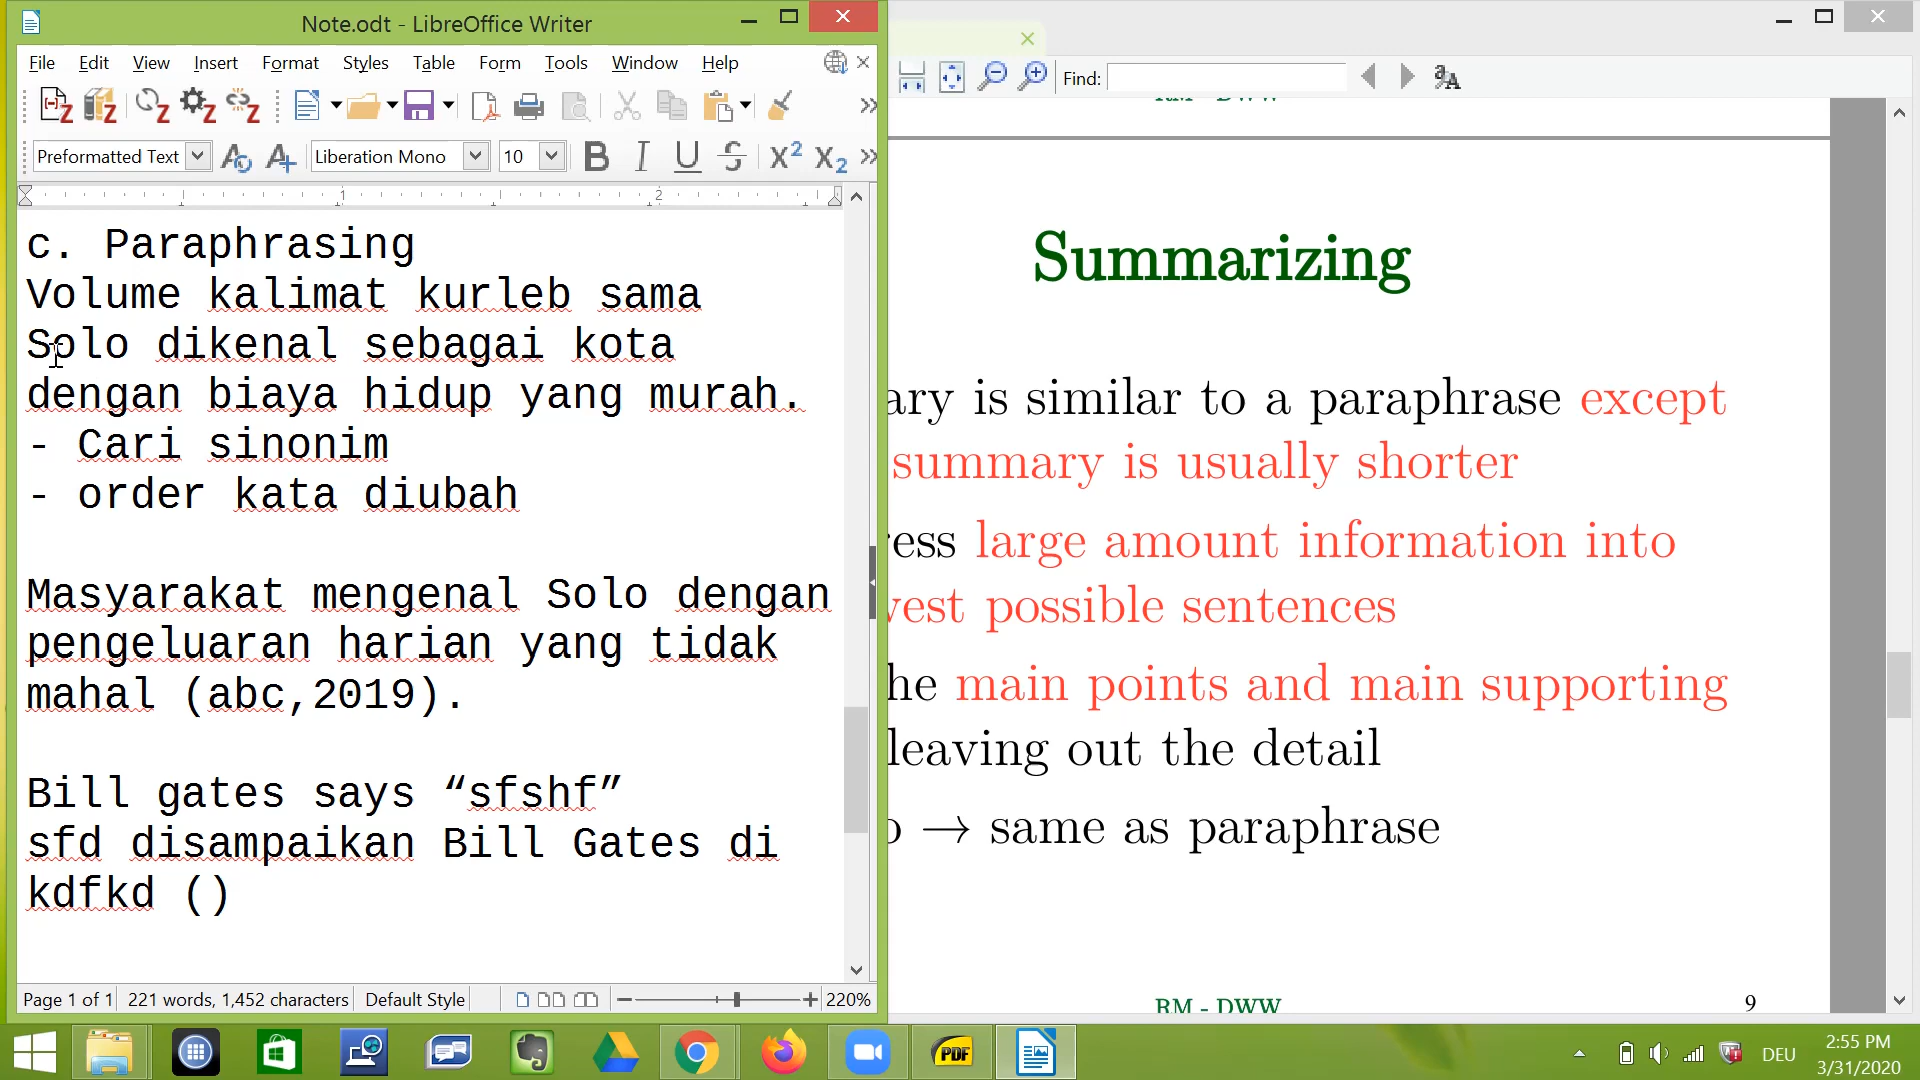 Note.odt - LibreOffice Writer
File Edit View Insert Format Styles Table Form Tools Window Help
Find:
Preformatted Text Liberation Mono 10
1 2
c. Paraphrasing
Volume kalimat kurleb sama
Solo dikenal sebagai kota
dengan biaya hidup yang murah.
- Cari sinonim
- order kata diubah
Masyarakat mengenal Solo dengan
pengeluaran harian yang tidak
mahal (abc,2019).
Bill gates says “sfshf”
sfd disampaikan Bill Gates di
kdfkd ()
Page 1 of 1 221 words, 1,452 characters Default Style 220%
Summarizing
ary is similar to a paraphrase except
summary is usually shorter
ess large amount information into
est possible sentences
he main points and main supporting
leaving out the detail
→ same as paraphrase
RM - DWW
9
PDF
DEU
2:55 PM
3/31/2020